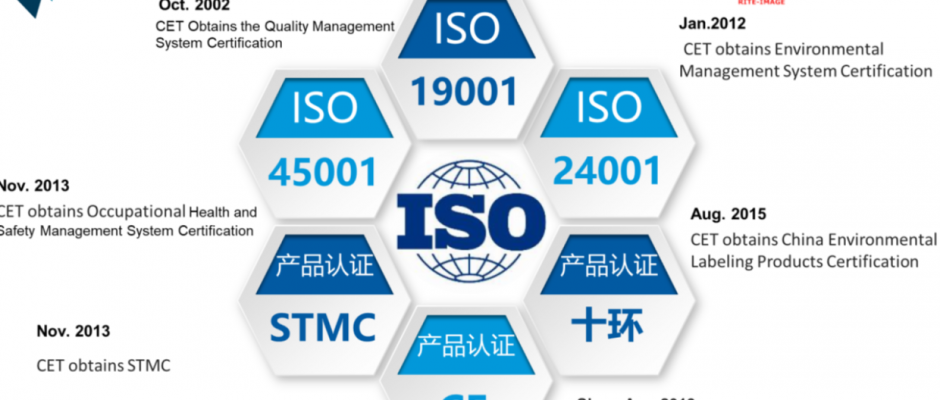 Oct. 2002
CET Obtains the Quality Management
System Certification
RITE-IMAGE
Jan.2012
CET obtains Environmental
Management System Certification
ISO
19001
ISO
45001
ISO
24001
ISO
Nov. 2013
CET obtains Occupational Health and
Safety Management System Certification
Aug. 2015
CET obtains China Environmental
Labeling Products Certification
产品认证
STMC
产品认证
十环
产品认证
Nov. 2013
CET obtains STMC